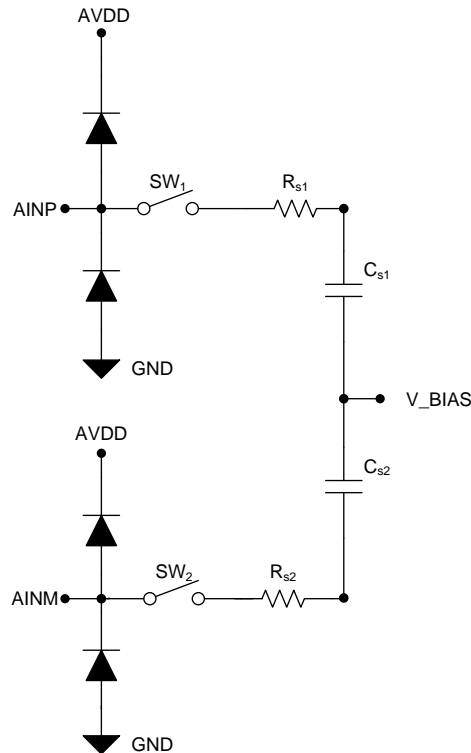 AVDD
SW1
Rs1
AINP
Cs1
GND
V_BIAS
AVDD
Cs2
SW2
Rs2
AINM
GND